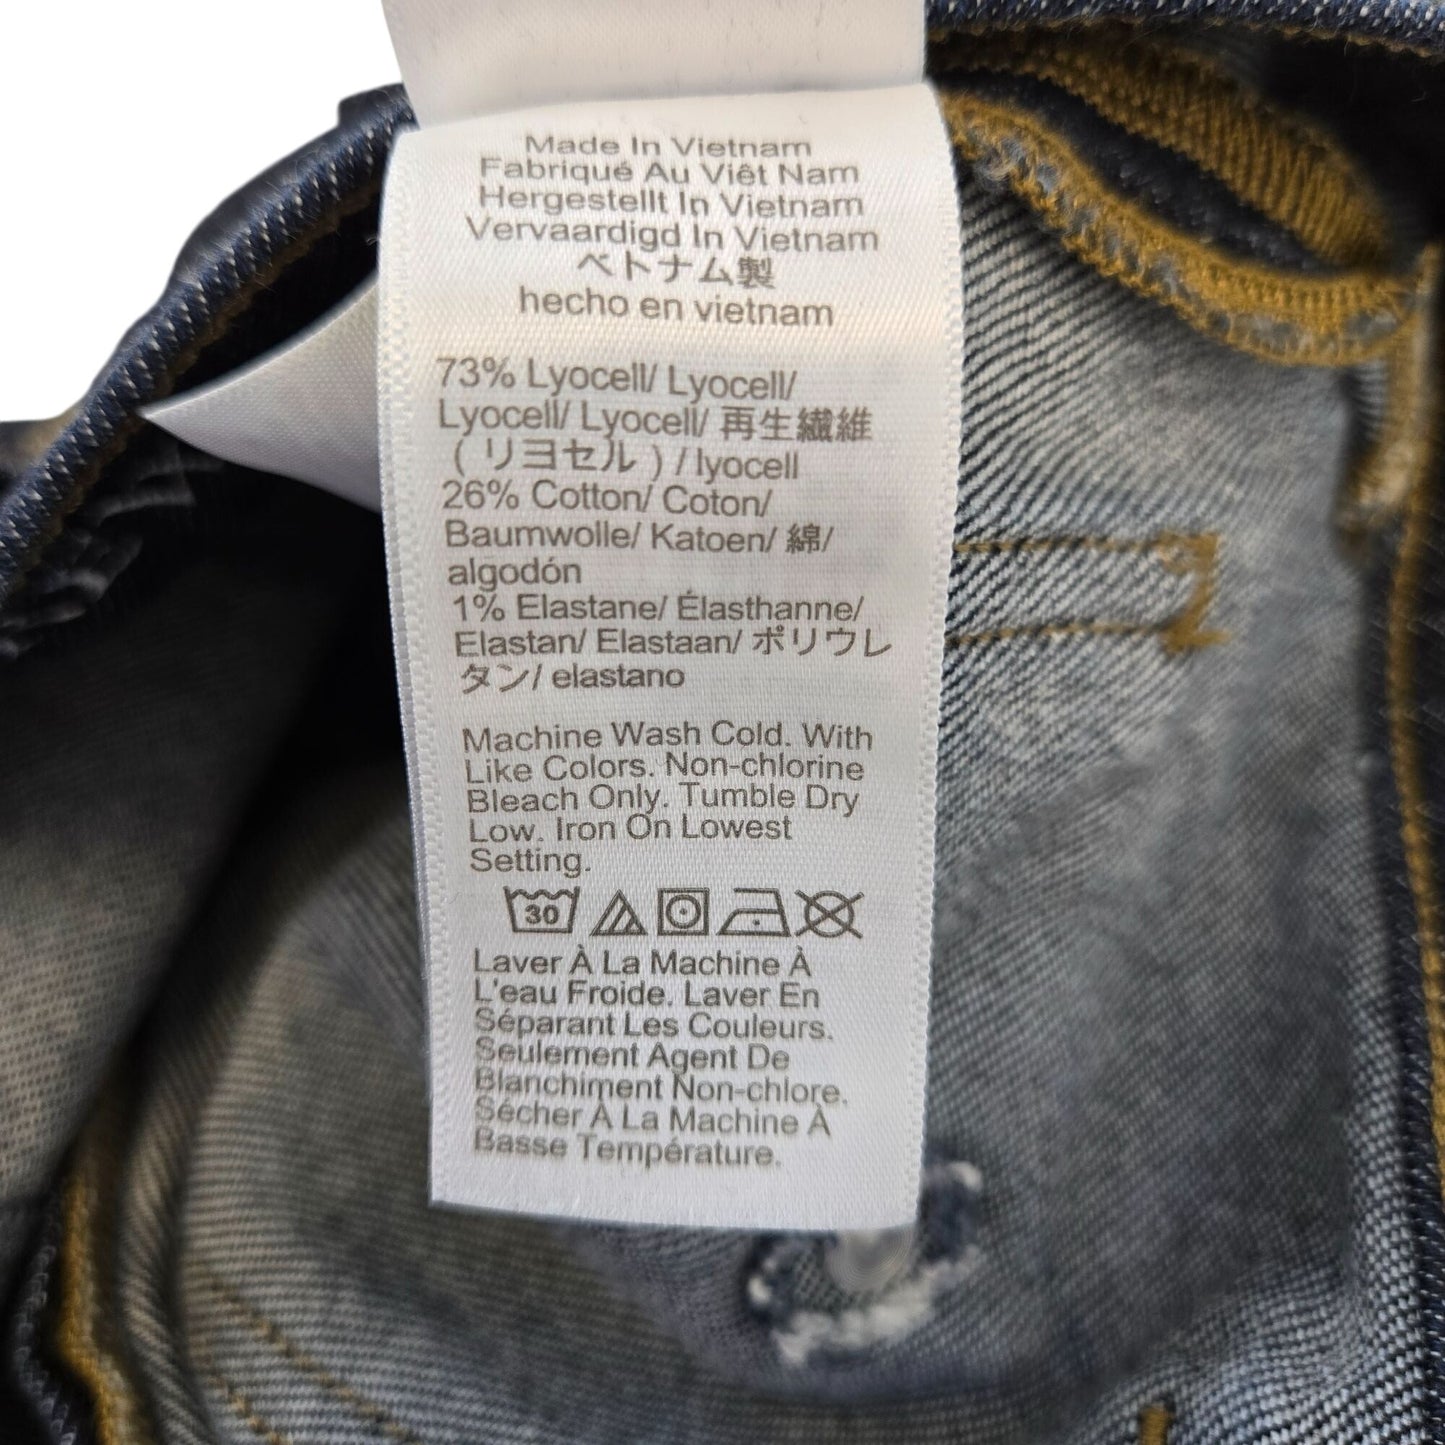 Made In Vietnam
Fabriqué Au Viêt Nam
Hergestellt In Vietnam
Vervaardigd In Vietnam
ベトナム製
hecho en vietnam
73% Lyocell/ Lyocell/
Lyocell/ Lyocell/ 再生繊維
(リヨセル) / lyocell
26% Cotton/ Coton/
Baumwolle/ Katoen/ 綿/
algodón
1% Elastane/ Élasthanne/
Elastan/ Elastaan/ ポリウレ
タン/ elastano
Machine Wash Cold. With
Like Colors. Non-chlorine
Bleach Only. Tumble Dry
Low. Iron On Lowest
Setting.
30
Laver À La Machine À
L'eau Froide. Laver En
Séparant Les Couleurs.
Seulement Agent De
Blanchiment Non-chlore.
Sécher À La Machine À
Basse Température.